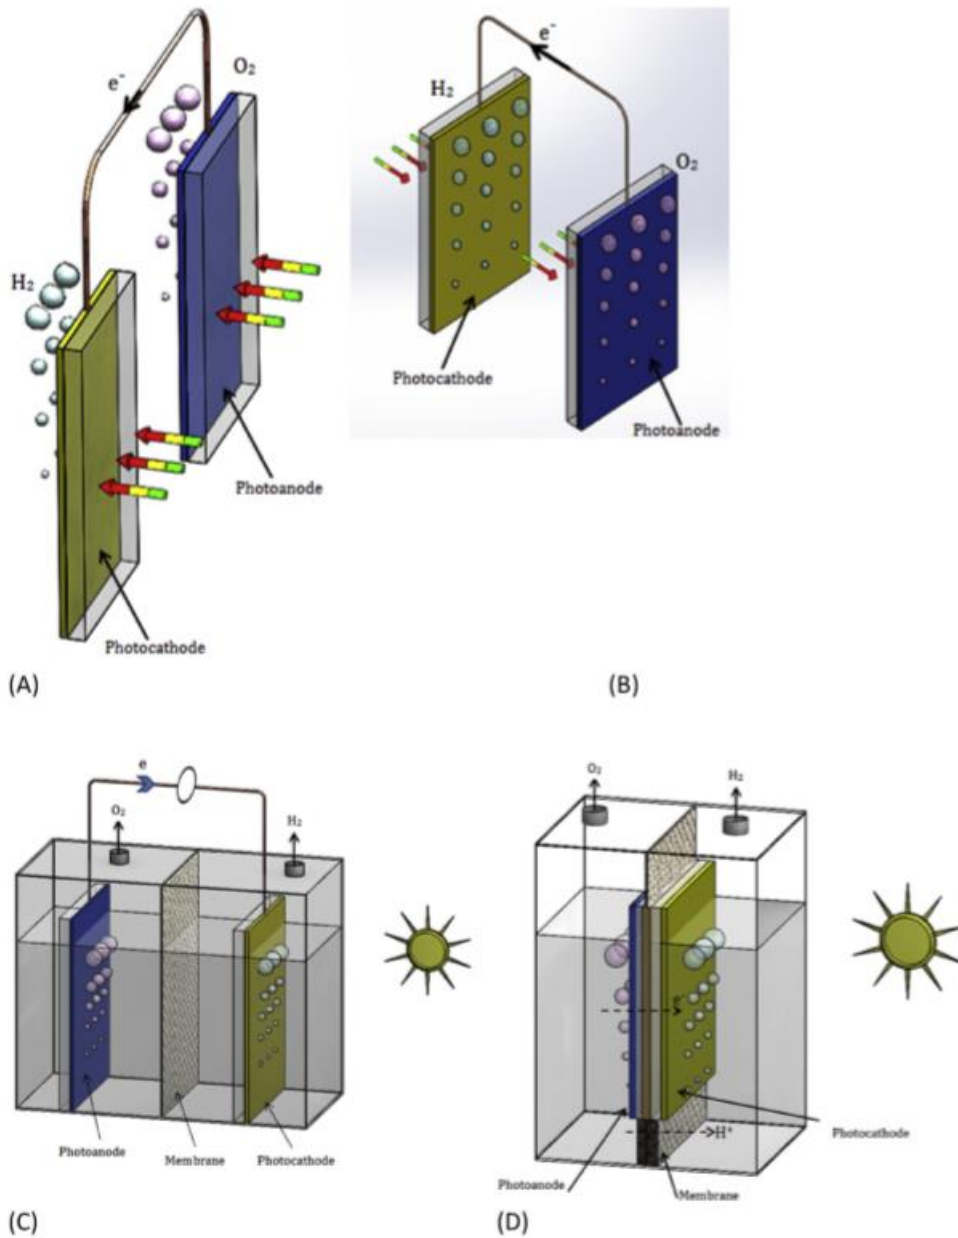 O₂
e⁻
H₂
Photoanode
Photocathode
(A)
e⁻
H₂
O₂
Photocathode
Photoanode
(B)
e
O₂
H₂
Photoanode
Membrane
Photocathode
(C)
O₂
H₂
e⁻
H⁺
Photocathode
Photoanode
Membrane
(D)